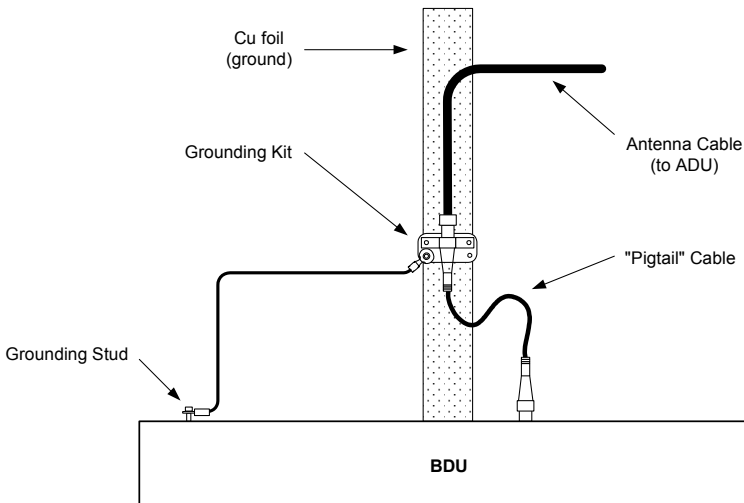 Cu foil
(ground)
Grounding Kit
Antenna Cable
(to ADU)
"Pigtail" Cable
Grounding Stud
BDU